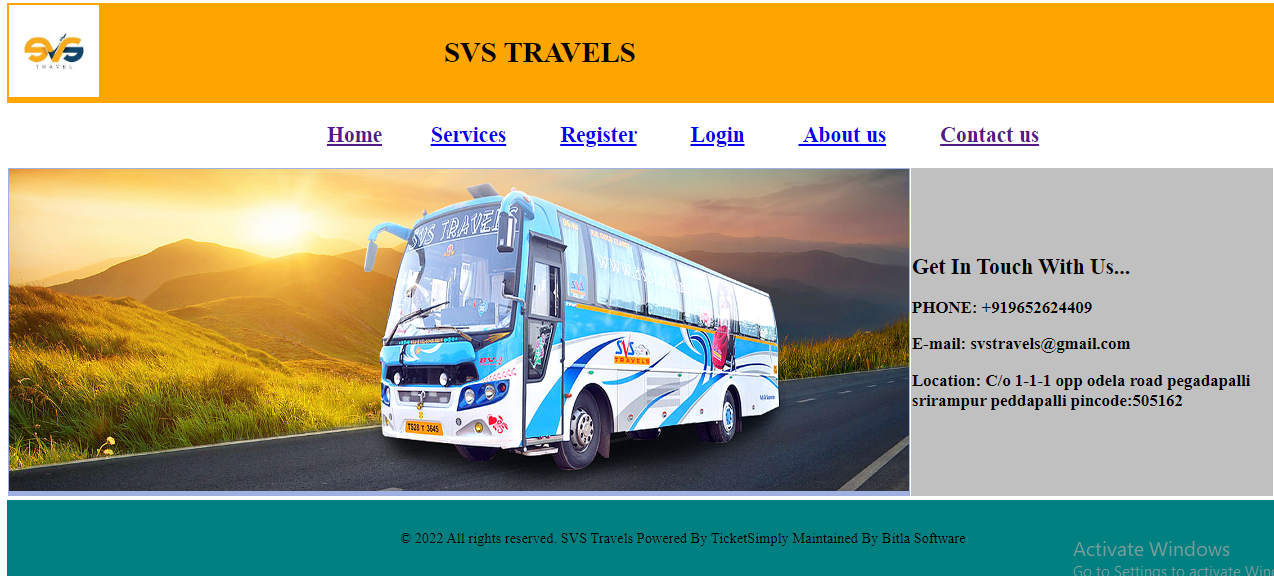 SVS
TRAVEL
SVS TRAVELS
Home Services Register Login About us Contact us
SVS TRAVELS
SVS
TRAVELS
TS28 T 3645
Get In Touch With Us...
PHONE: +919652624409
E-mail: svstravels@gmail.com
Location: C/o 1-1-1 opp odela road pegadapalli
srirampur peddapalli pincode:505162
© 2022 All rights reserved. SVS Travels Powered By TicketSimply Maintained By Bitla Software
Activate Windows
Go to Settings to activate Win